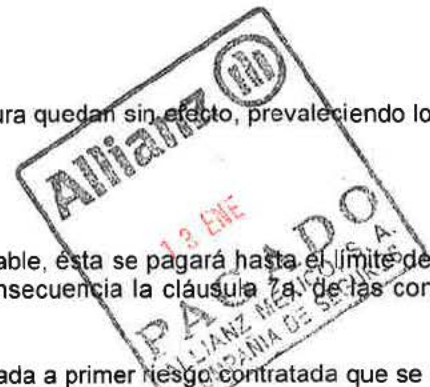 ura quedan sin efecto, prevaleciendo lo
Allianz
13 ENE
able, ésta se pagará hasta el límite de
nsecuencia la cláusula 7a. de las con
PAGADO
ALLIANZ MEXICO, S. A.
COMPAÑIA DE SEGUROS
ada a primer riesgo contratada que se